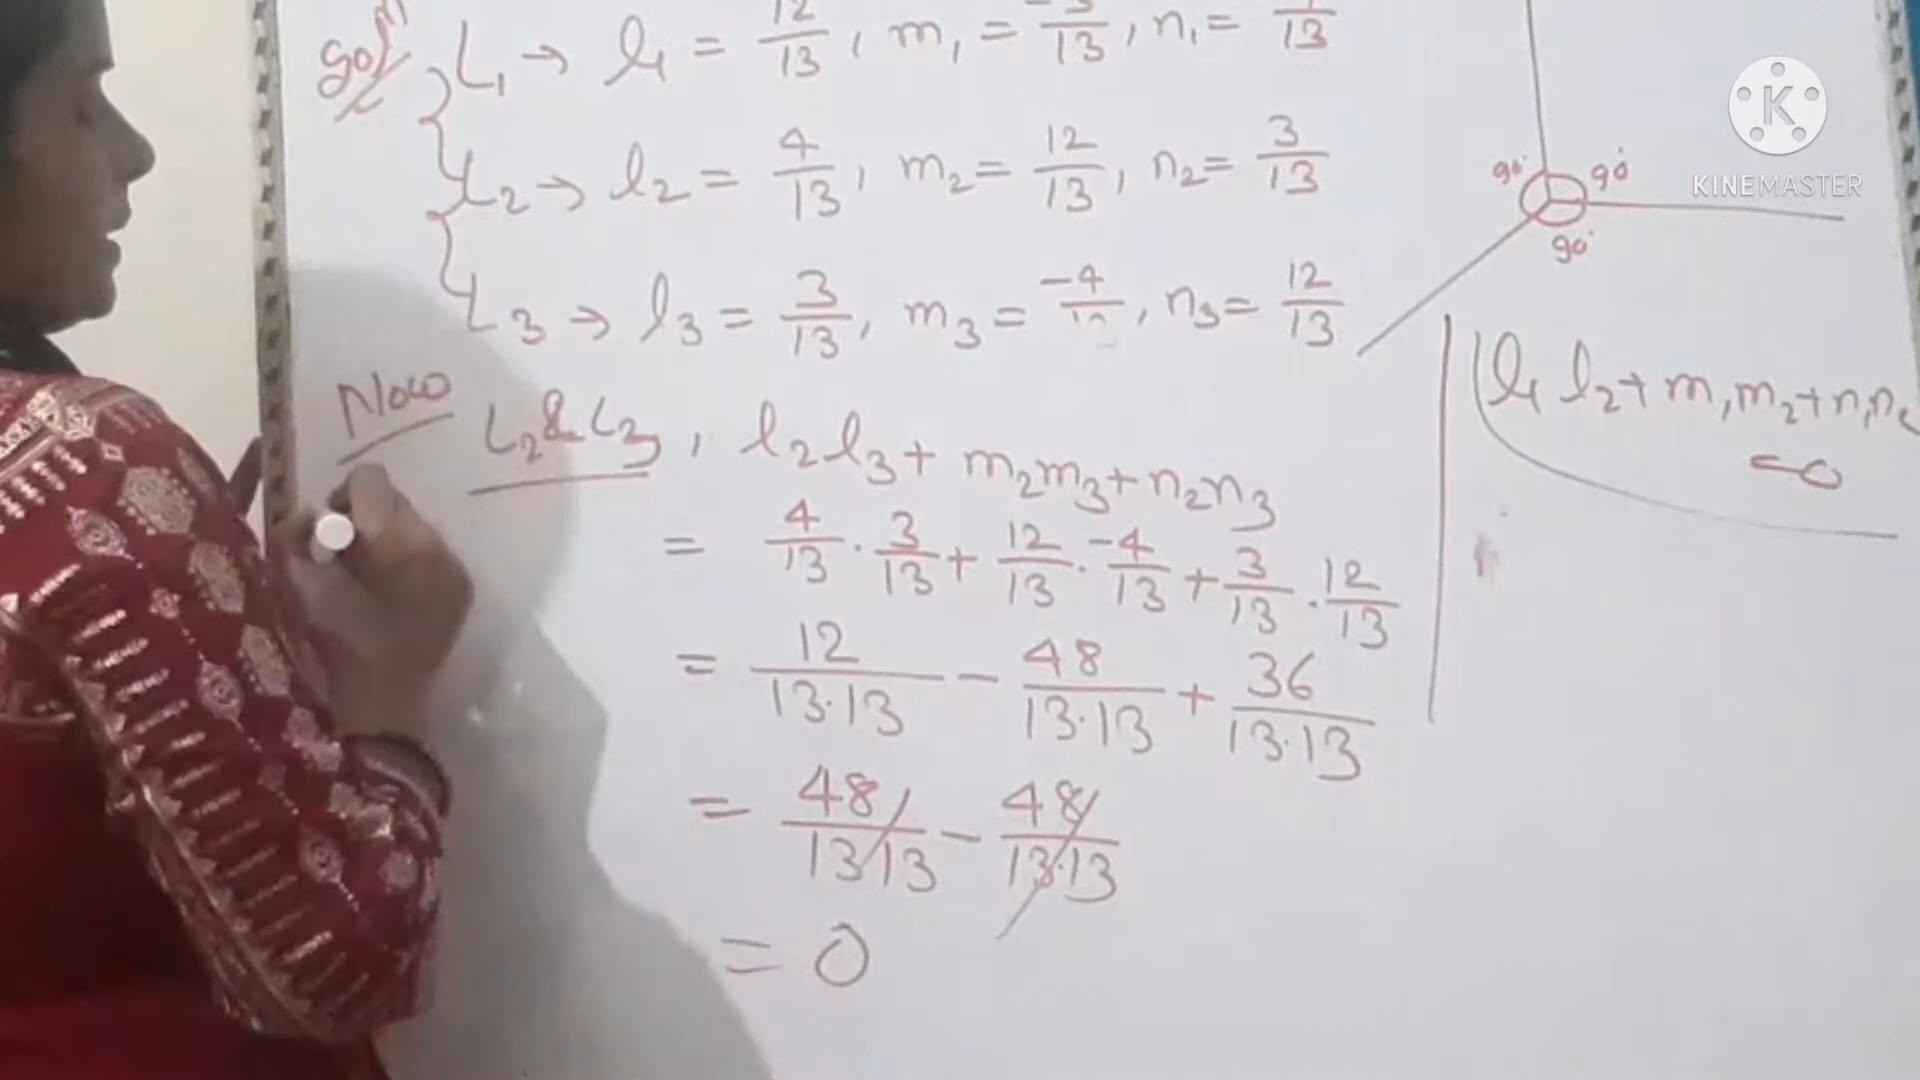 Solⁿ L₁ → l₁ = 12/13, m₁ = -3/13, n₁ = /13
L₂ → l₂ = 4/13, m₂ = 12/13, n₂ = 3/13
L₃ → l₃ = 3/13, m₃ = -4/, n₃ = 12/13
90° 90°
90°
KINEMASTER
Now L₂ & L₃, l₂l₃ + m₂m₃ + n₂n₃
= 4/13 · 3/13 + 12/13 · -4/13 + 3/13 · 12/13
= 12/13·13 - 48/13·13 + 36/13·13
= 48/13·13 - 48/13·13
= 0
l₁ l₂ + m₁m₂ + n₁n₂
= 0